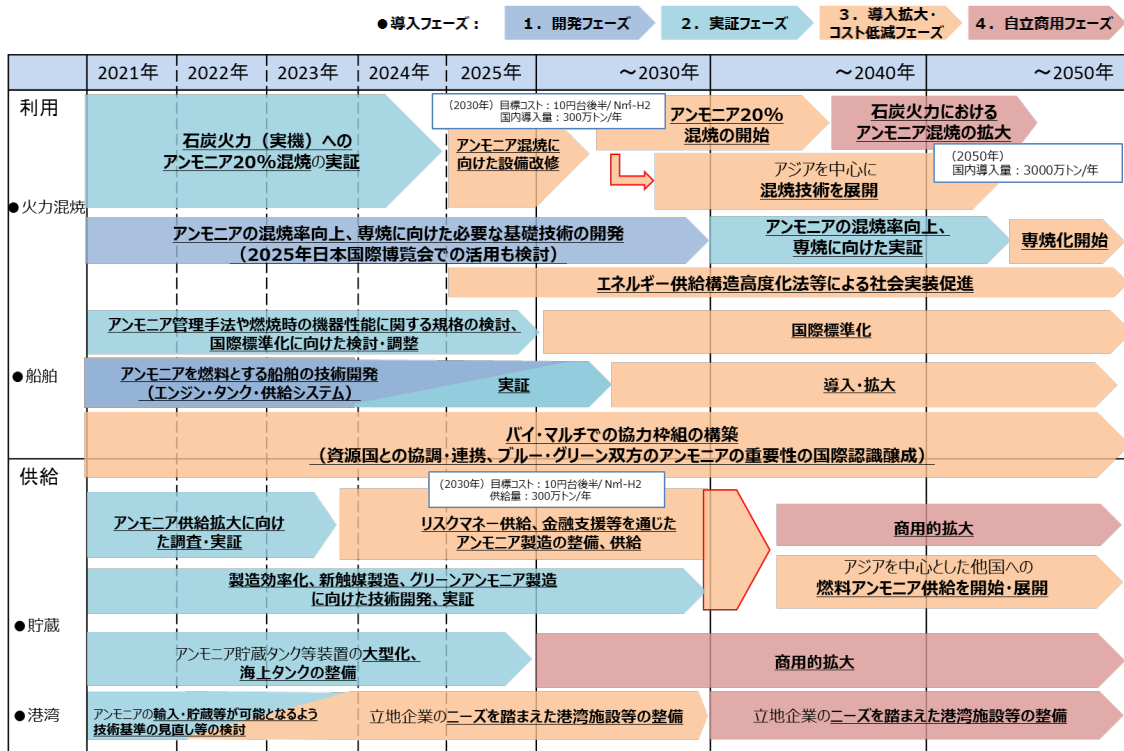 ●導入フェーズ：
1．開発フェーズ
2．実証フェーズ
3．導入拡大・
コスト低減フェーズ
4．自立商用フェーズ
2021年
2022年
2023年
2024年
2025年
～2030年
～2040年
～2050年
利用
●火力混焼
石炭火力（実機）への
アンモニア20%混焼の実証
（2030年）目標コスト：10円台後半/N㎥-H2
国内導入量：300万トン/年
アンモニア混焼に
向けた設備改修
アンモニア20%
混焼の開始
石炭火力における
アンモニア混焼の拡大
アジアを中心に
混焼技術を展開
（2050年）
国内導入量：3000万トン/年
アンモニアの混焼率向上、専焼に向けた必要な基礎技術の開発
（2025年日本国際博覧会での活用も検討）
アンモニアの混焼率向上、
専焼に向けた実証
専焼化開始
エネルギー供給構造高度化法等による社会実装促進
アンモニア管理手法や燃焼時の機器性能に関する規格の検討、
国際標準化に向けた検討・調整
国際標準化
●船舶
アンモニアを燃料とする船舶の技術開発
（エンジン・タンク・供給システム）
実証
導入・拡大
バイ・マルチでの協力枠組の構築
（資源国との協調・連携、ブルー・グリーン双方のアンモニアの重要性の国際認識醸成）
供給
（2030年）目標コスト：10円台後半/N㎥-H2
供給量：300万トン/年
アンモニア供給拡大に向け
た調査・実証
リスクマネー供給、金融支援等を通じた
アンモニア製造の整備、供給
商用的拡大
製造効率化、新触媒製造、グリーンアンモニア製造
に向けた技術開発、実証
アジアを中心とした他国への
燃料アンモニア供給を開始・展開
●貯蔵
アンモニア貯蔵タンク等装置の大型化、
海上タンクの整備
商用的拡大
●港湾
アンモニアの輸入・貯蔵等が可能となるよう
技術基準の見直し等の検討
立地企業のニーズを踏まえた港湾施設等の整備
立地企業のニーズを踏まえた港湾施設等の整備